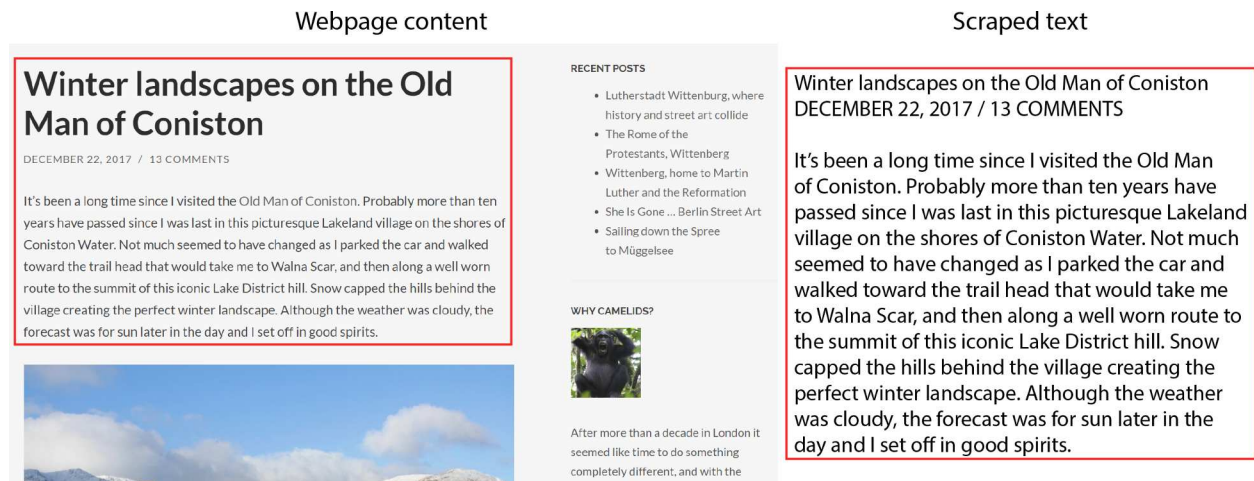 Webpage content
Scraped text
Winter landscapes on the Old
Man of Coniston
DECEMBER 22, 2017 / 13 COMMENTS
It's been a long time since I visited the Old Man of Coniston. Probably more than ten
years have passed since I was last in this picturesque Lakeland village on the shores of
Coniston Water. Not much seemed to have changed as I parked the car and walked
toward the trail head that would take me to Walna Scar, and then along a well worn
route to the summit of this iconic Lake District hill. Snow capped the hills behind the
village creating the perfect winter landscape. Although the weather was cloudy, the
forecast was for sun later in the day and I set off in good spirits.
RECENT POSTS
• Lutherstadt Wittenburg, where
history and street art collide
• The Rome of the
Protestants, Wittenberg
• Wittenberg, home to Martin
Luther and the Reformation
• She Is Gone ... Berlin Street Art
• Sailing down the Spree
to Müggelsee
WHY CAMELIDS?
After more than a decade in London it
seemed like time to do something
completely different, and with the
Winter landscapes on the Old Man of Coniston
DECEMBER 22, 2017 / 13 COMMENTS
It's been a long time since I visited the Old Man
of Coniston. Probably more than ten years have
passed since I was last in this picturesque Lakeland
village on the shores of Coniston Water. Not much
seemed to have changed as I parked the car and
walked toward the trail head that would take me
to Walna Scar, and then along a well worn route to
the summit of this iconic Lake District hill. Snow
capped the hills behind the village creating the
perfect winter landscape. Although the weather
was cloudy, the forecast was for sun later in the
day and I set off in good spirits.